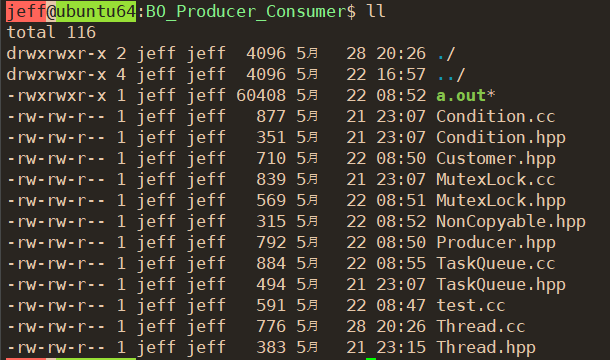 jeff@ubuntu64:BO_Producer_Consumer$ ll
total 116
drwxrwxr-x 2 jeff jeff  4096 5月   28 20:26 ./
drwxrwxr-x 4 jeff jeff  4096 5月   22 16:57 ../
-rwxrwxr-x 1 jeff jeff 60408 5月   22 08:52 a.out*
-rw-rw-r-- 1 jeff jeff   877 5月   21 23:07 Condition.cc
-rw-rw-r-- 1 jeff jeff   351 5月   21 23:07 Condition.hpp
-rw-rw-r-- 1 jeff jeff   710 5月   22 08:50 Customer.hpp
-rw-rw-r-- 1 jeff jeff   839 5月   21 23:07 MutexLock.cc
-rw-rw-r-- 1 jeff jeff   569 5月   22 08:51 MutexLock.hpp
-rw-rw-r-- 1 jeff jeff   315 5月   22 08:52 NonCopyable.hpp
-rw-rw-r-- 1 jeff jeff   792 5月   22 08:50 Producer.hpp
-rw-rw-r-- 1 jeff jeff   884 5月   22 08:55 TaskQueue.cc
-rw-rw-r-- 1 jeff jeff   494 5月   21 23:07 TaskQueue.hpp
-rw-rw-r-- 1 jeff jeff   591 5月   22 08:47 test.cc
-rw-rw-r-- 1 jeff jeff   776 5月   28 20:26 Thread.cc
-rw-rw-r-- 1 jeff jeff   383 5月   21 23:15 Thread.hpp